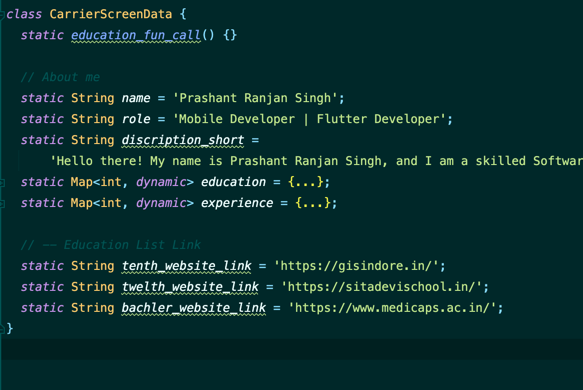 class CarrierScreenData {
static education_fun_call() {}
// About me
static String name = 'Prashant Ranjan Singh';
static String role = 'Mobile Developer | Flutter Developer';
static String discription_short =
'Hello there! My name is Prashant Ranjan Singh, and I am a skilled Softwar
static Map<int, dynamic> education = {...};
static Map<int, dynamic> experience = {...};
// −− Education List Link
static String tenth_website_link = 'https://gisindore.in/';
static String twelth_website_link = 'https://sitadevischool.in/';
static String bachler_website_link = 'https://www.medicaps.ac.in/';
}